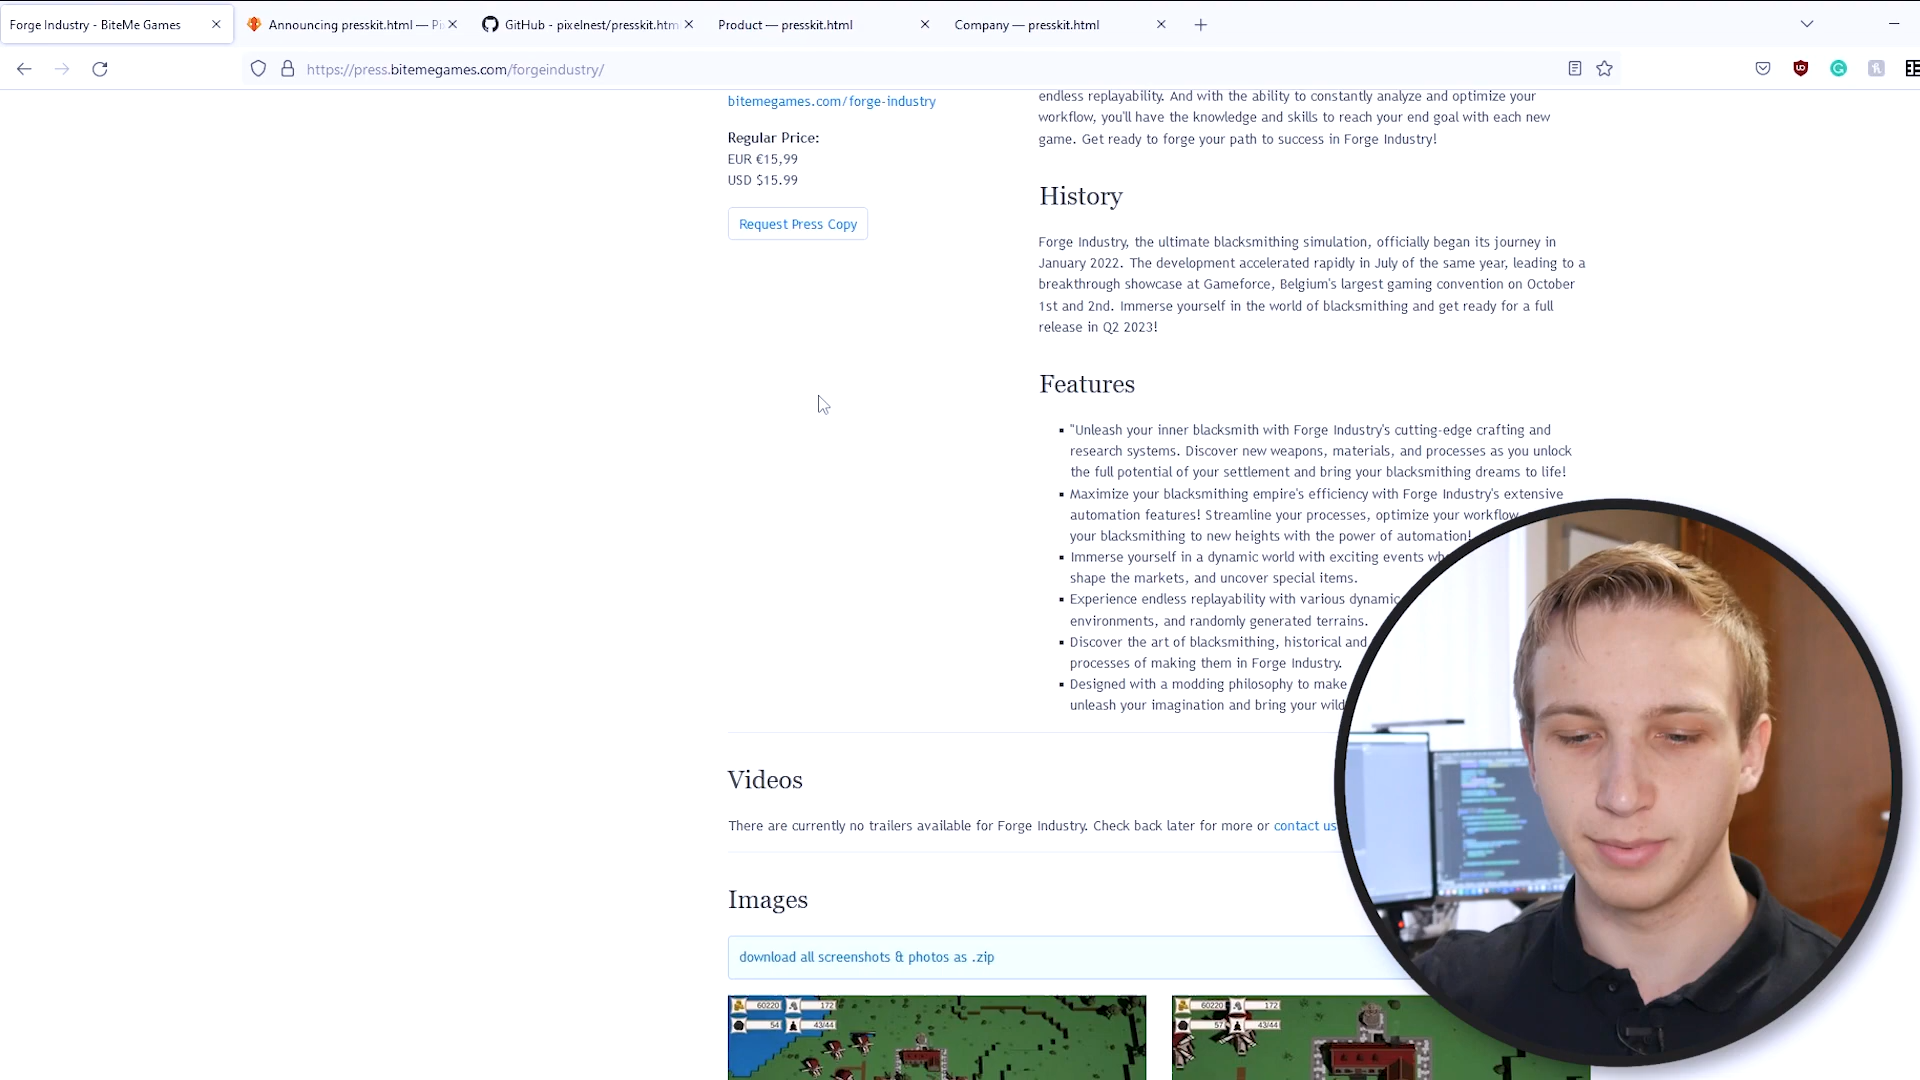 Forge Industry - BiteMe Games
Announcing presskit.html — Pi
GitHub - pixelnest/presskit.htm
Product — presskit.html
Company — presskit.html
https://press.bitemegames.com/forgeindustry/
bitemegames.com/forge-industry
Regular Price:
EUR €15,99
USD $15.99
Request Press Copy
endless replayability. And with the ability to constantly analyze and optimize your
workflow, you'll have the knowledge and skills to reach your end goal with each new
game. Get ready to forge your path to success in Forge Industry!
History
Forge Industry, the ultimate blacksmithing simulation, officially began its journey in
January 2022. The development accelerated rapidly in July of the same year, leading to a
breakthrough showcase at Gameforce, Belgium's largest gaming convention on October
1st and 2nd. Immerse yourself in the world of blacksmithing and get ready for a full
release in Q2 2023!
Features
"Unleash your inner blacksmith with Forge Industry's cutting-edge crafting and
research systems. Discover new weapons, materials, and processes as you unlock
the full potential of your settlement and bring your blacksmithing dreams to life!
Maximize your blacksmithing empire's efficiency with Forge Industry's extensive
automation features! Streamline your processes, optimize your workflow,
your blacksmithing to new heights with the power of automation!
Immerse yourself in a dynamic world with exciting events
shape the markets, and uncover special items.
Experience endless replayability with various dynamic
environments, and randomly generated terrains.
Discover the art of blacksmithing, historical and
processes of making them in Forge Industry.
Designed with a modding philosophy to make
unleash your imagination and bring your wild
Videos
There are currently no trailers available for Forge Industry. Check back later for more or contact us
Images
download all screenshots & photos as .zip
60220 172
54 43/44
60220 172
57 43/44